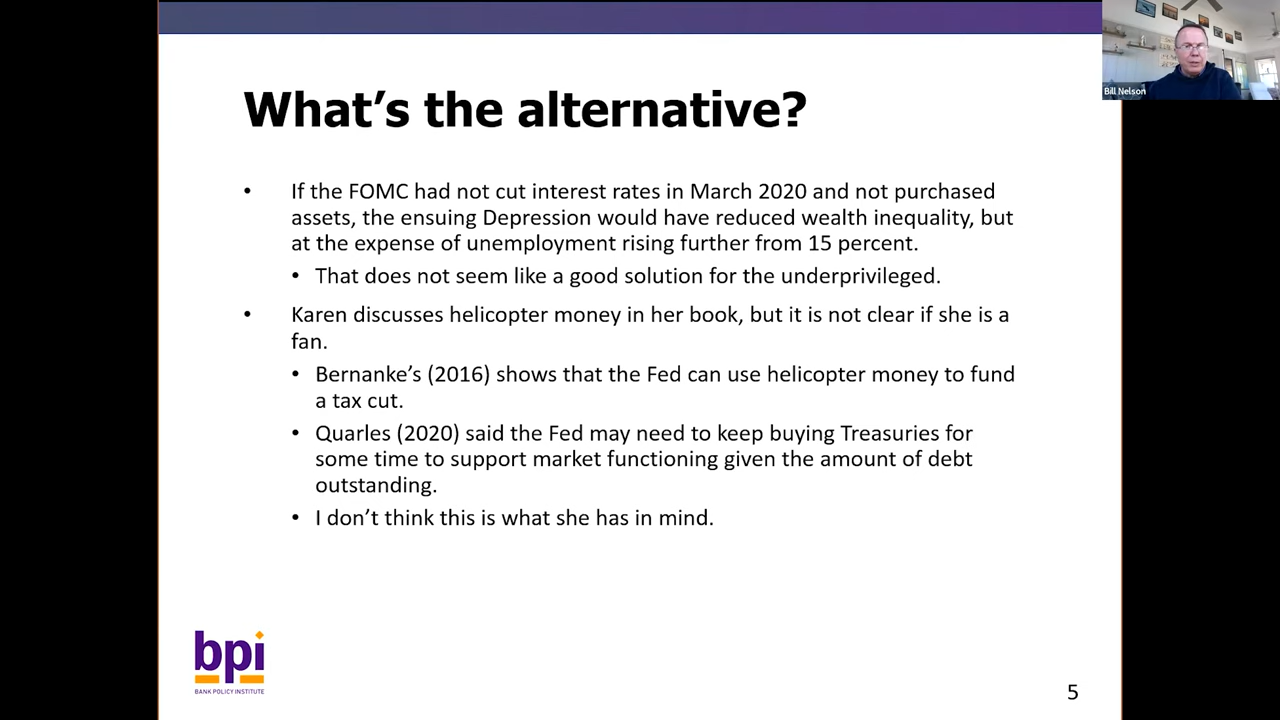 Bill Nelson
What's the alternative?
• If the FOMC had not cut interest rates in March 2020 and not purchased
assets, the ensuing Depression would have reduced wealth inequality, but
at the expense of unemployment rising further from 15 percent.
• That does not seem like a good solution for the underprivileged.
• Karen discusses helicopter money in her book, but it is not clear if she is a
fan.
• Bernanke’s (2016) shows that the Fed can use helicopter money to fund
a tax cut.
• Quarles (2020) said the Fed may need to keep buying Treasuries for
some time to support market functioning given the amount of debt
outstanding.
• I don’t think this is what she has in mind.
bpi
BANK POLICY INSTITUTE
5